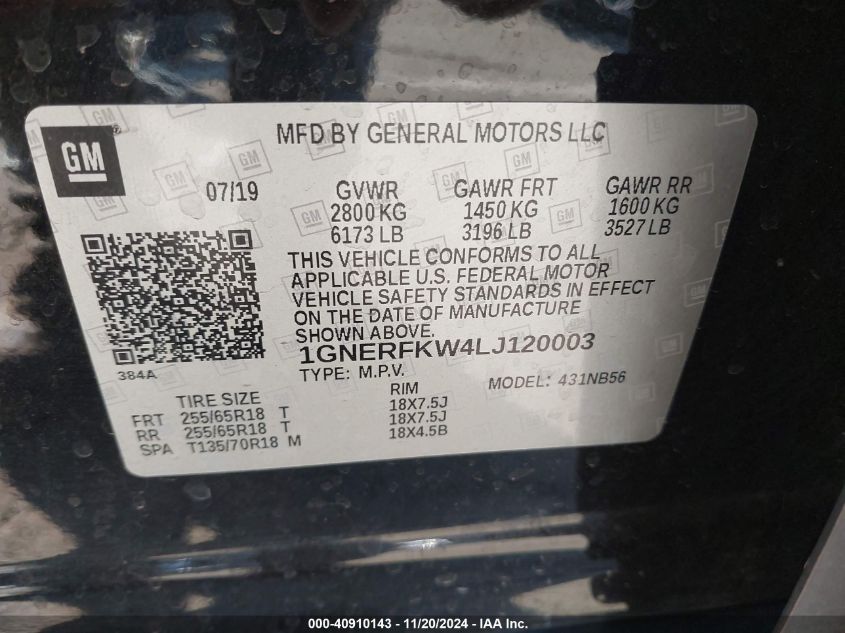 GM
MFD BY GENERAL MOTORS LLC
07/19 GVWR GAWR FRT GAWR RR
2800 KG 1450 KG 1600 KG
6173 LB 3196 LB 3527 LB
THIS VEHICLE CONFORMS TO ALL
APPLICABLE U.S. FEDERAL MOTOR
VEHICLE SAFETY STANDARDS IN EFFECT
ON THE DATE OF MANUFACTURE
SHOWN ABOVE.
1GNERFKW4LJ120003
384A
TYPE: M.P.V. MODEL: 431NB56
TIRE SIZE RIM
FRT 255/65R18 T 18X7.5J
RR 255/65R18 T 18X7.5J
SPA T135/70R18 M 18X4.5B
000-40910143 - 11/20/2024 - IAA Inc.